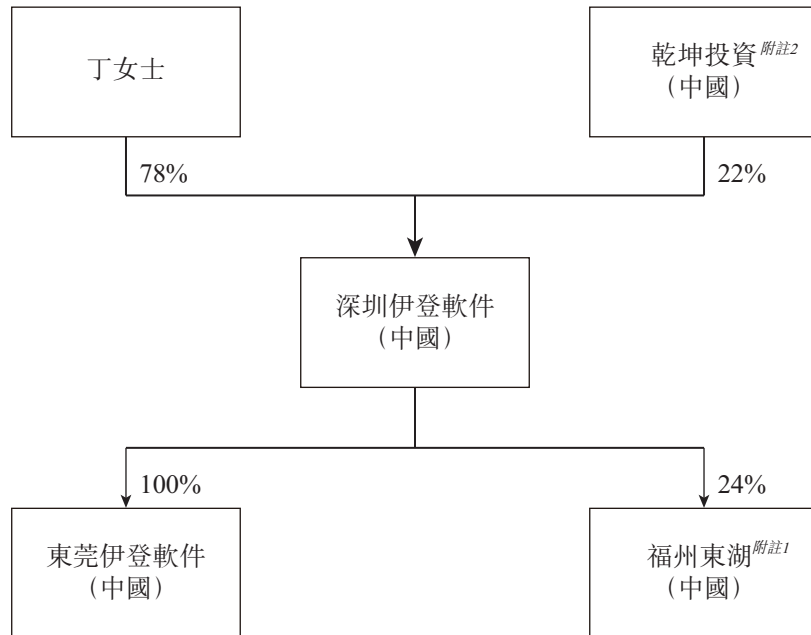 丁女士
乾坤投資附註2
（中國）
78%
22%
深圳伊登軟件
（中國）
100%
24%
東莞伊登軟件
（中國）
福州東湖附註1
（中國）